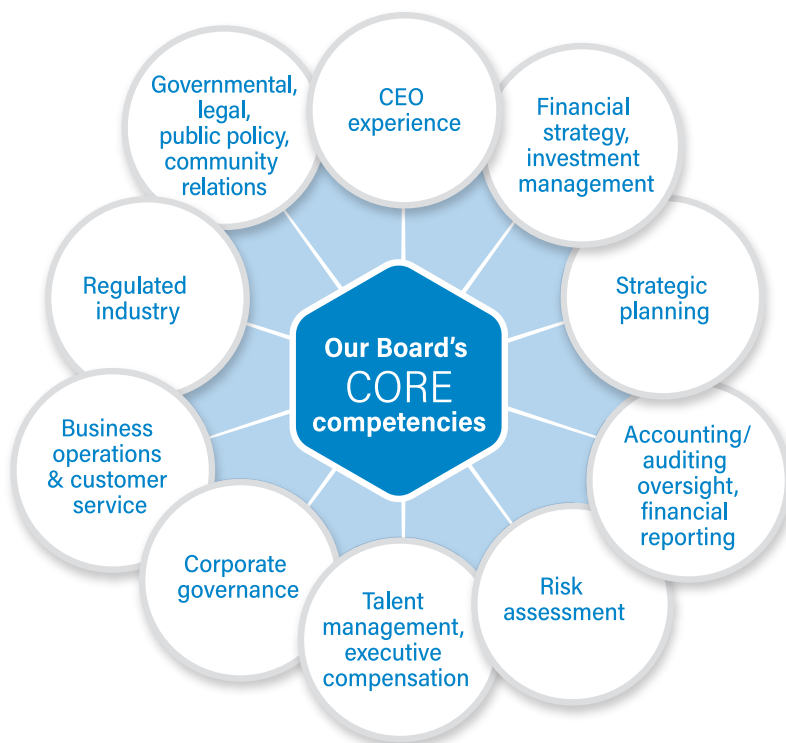 CEO
experience
Financial
strategy,
investment
management
Strategic
planning
Accounting/
auditing
oversight,
financial
reporting
Risk
assessment
Talent
management,
executive
compensation
Corporate
governance
Business
operations
& customer
service
Regulated
industry
Governmental,
legal,
public policy,
community
relations
Our Board's
CORE
competencies